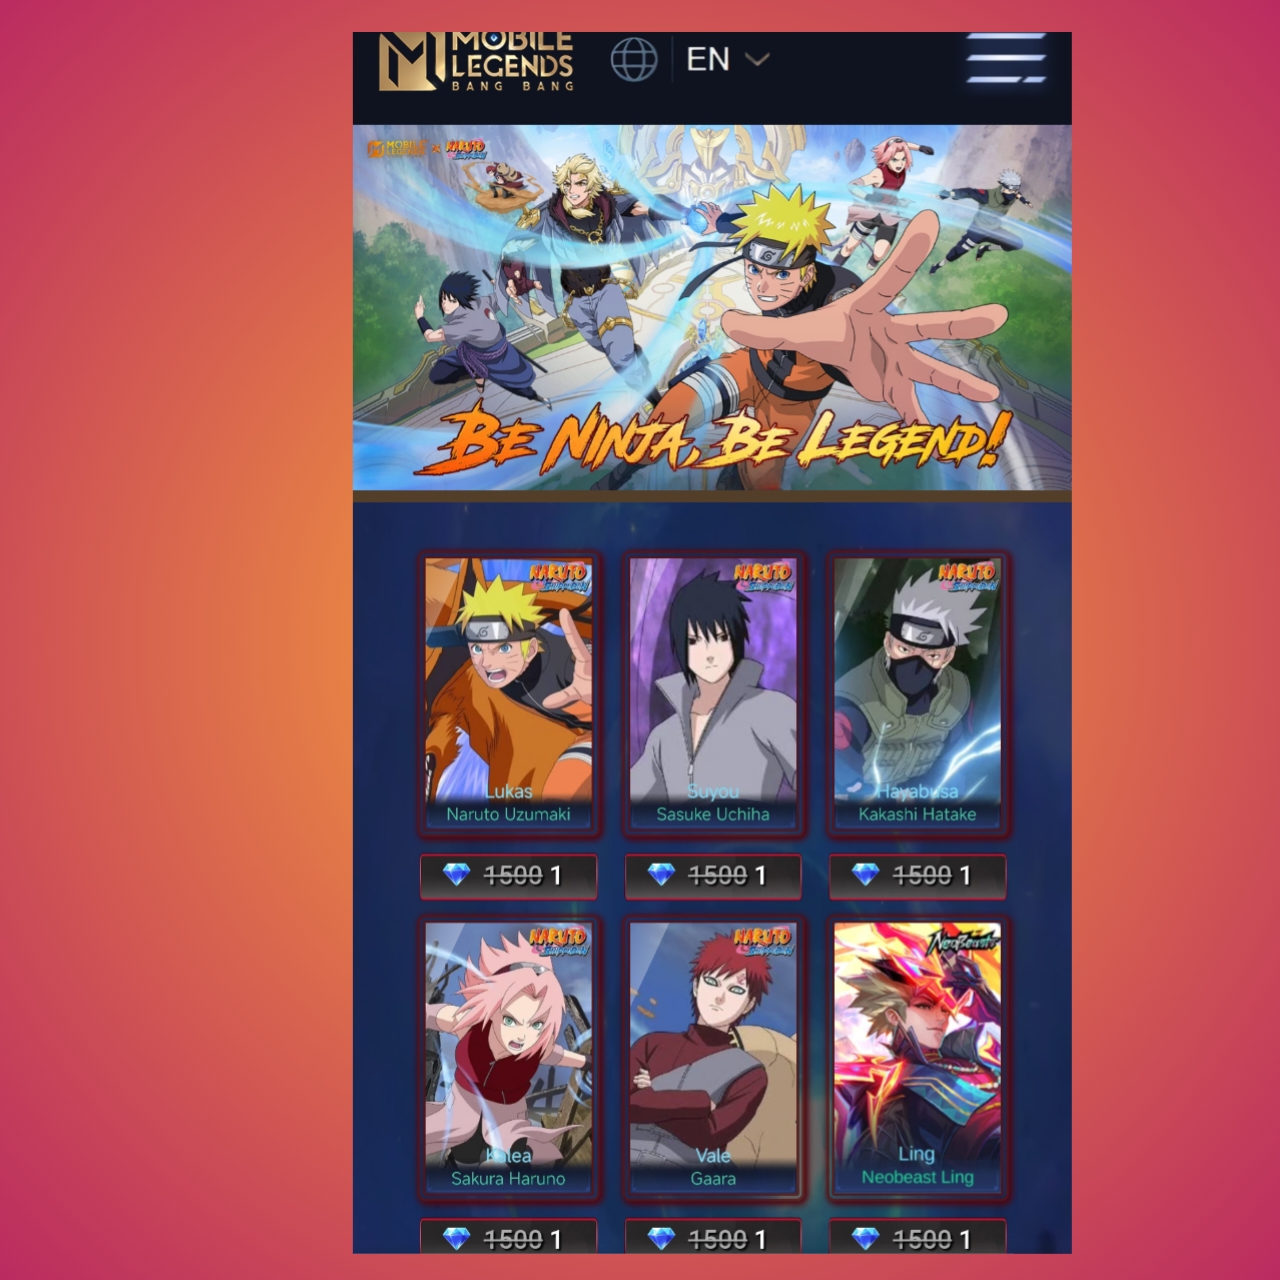 MOBILE
LEGENDS
BANG BANG
EN
MOBILE
LEGENDS
×
NARUTO
SHIPPUDEN
BE NINJA, BE LEGEND!
NARUTO
SHIPPUDEN
NARUTO
SHIPPUDEN
NARUTO
SHIPPUDEN
Lukas
Suyou
Hayabusa
Naruto Uzumaki
Sasuke Uchiha
Kakashi Hatake
1500 1
1500 1
1500 1
NARUTO
SHIPPUDEN
NARUTO
SHIPPUDEN
NeoBeasts
Kalea
Vale
Ling
Sakura Haruno
Gaara
Neobeast Ling
1500 1
1500 1
1500 1